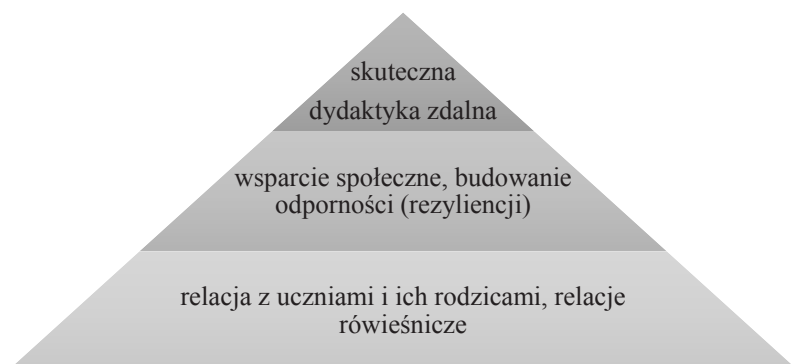 skuteczna
dydaktyka zdalna
wsparcie społeczne, budowanie
odporności (rezyliencji)
relacja z uczniami i ich rodzicami, relacje
rówieśnicze